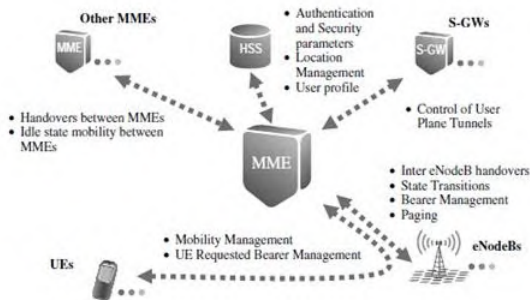 Other MMEs
MME
HSS
• Authentication
and Security
parameters
• Location
Management
• User profile
S-GWs
S-GW
• Handovers between MMEs
• Idle state mobility between
MMEs
• Control of User
Plane Tunnels
MME
• Inter eNodeB handovers
• State Transitions
• Bearer Management
• Paging
• Mobility Management
• UE Requested Bearer Management
UEs
eNodeBs